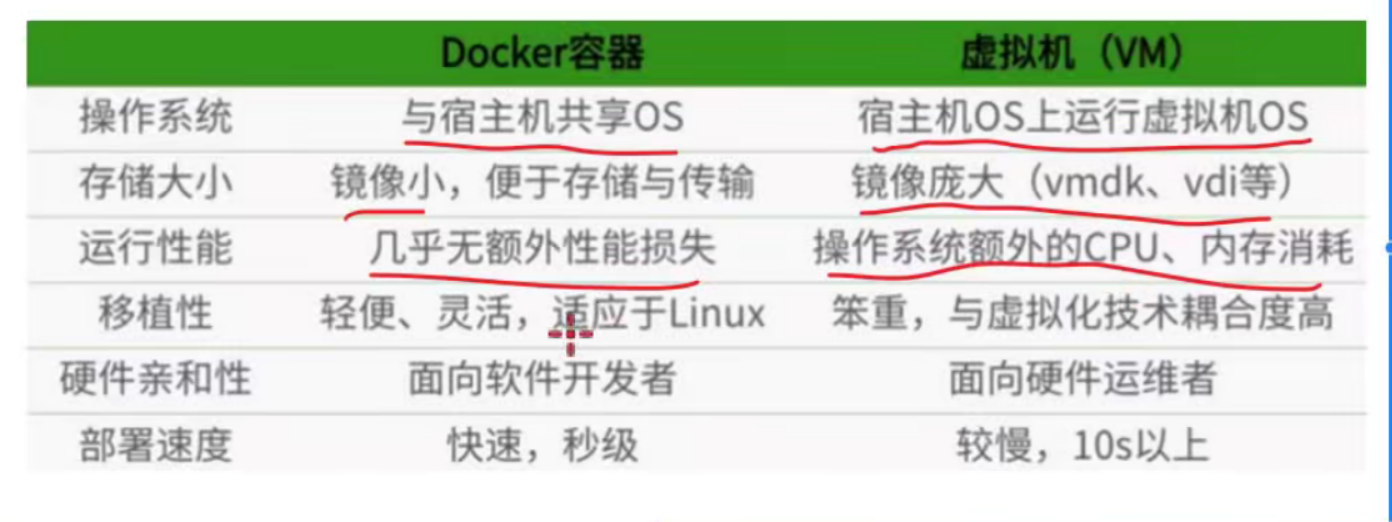 Docker容器 虚拟机（VM）
操作系统 与宿主机共享OS 宿主机OS上运行虚拟机OS
存储大小 镜像小，便于存储与传输 镜像庞大（vmdk、vdi等）
运行性能 几乎无额外性能损失 操作系统额外的CPU、内存消耗
移植性 轻便、灵活，适应于Linux 笨重，与虚拟化技术耦合度高
硬件亲和性 面向软件开发者 面向硬件运维者
部署速度 快速，秒级 较慢，10s以上